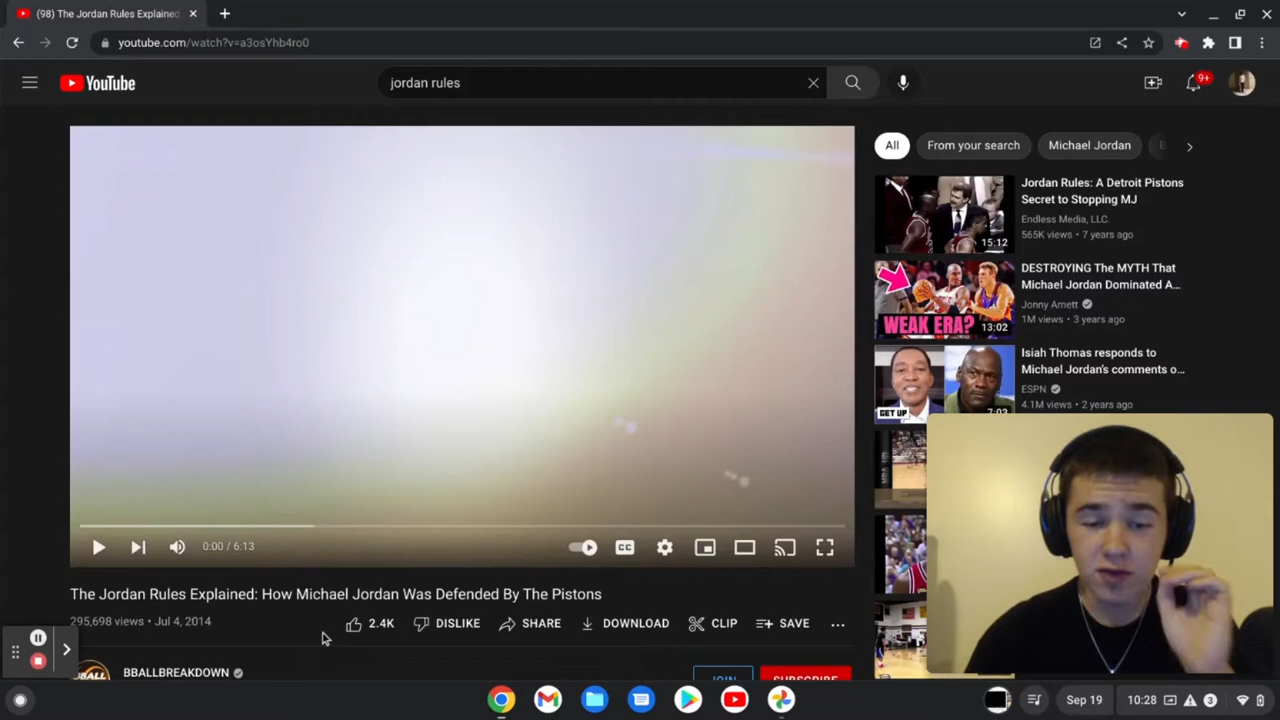 (98) The Jordan Rules Explained
youtube.com/watch?v=a3osYhb4ro0
YouTube
jordan rules
9+
All
From your search
Michael Jordan
Jordan Rules: A Detroit Pistons
Secret to Stopping MJ
Endless Media, LLC.
565K views • 7 years ago
15:12
DESTROYING The MYTH That
Michael Jordan Dominated A...
Jonny Arnett
1M views • 3 years ago
WEAK ERA?
13:02
Isiah Thomas responds to
Michael Jordan's comments o...
ESPN
4.1M views • 2 years ago
GET UP
7:03
0:00 / 6:13
CC
The Jordan Rules Explained: How Michael Jordan Was Defended By The Pistons
295,698 views • Jul 4, 2014
2.4K
DISLIKE
SHARE
DOWNLOAD
CLIP
SAVE
BBALLBREAKDOWN
JOIN
SUBSCRIBE
Sep 19
10:28
3